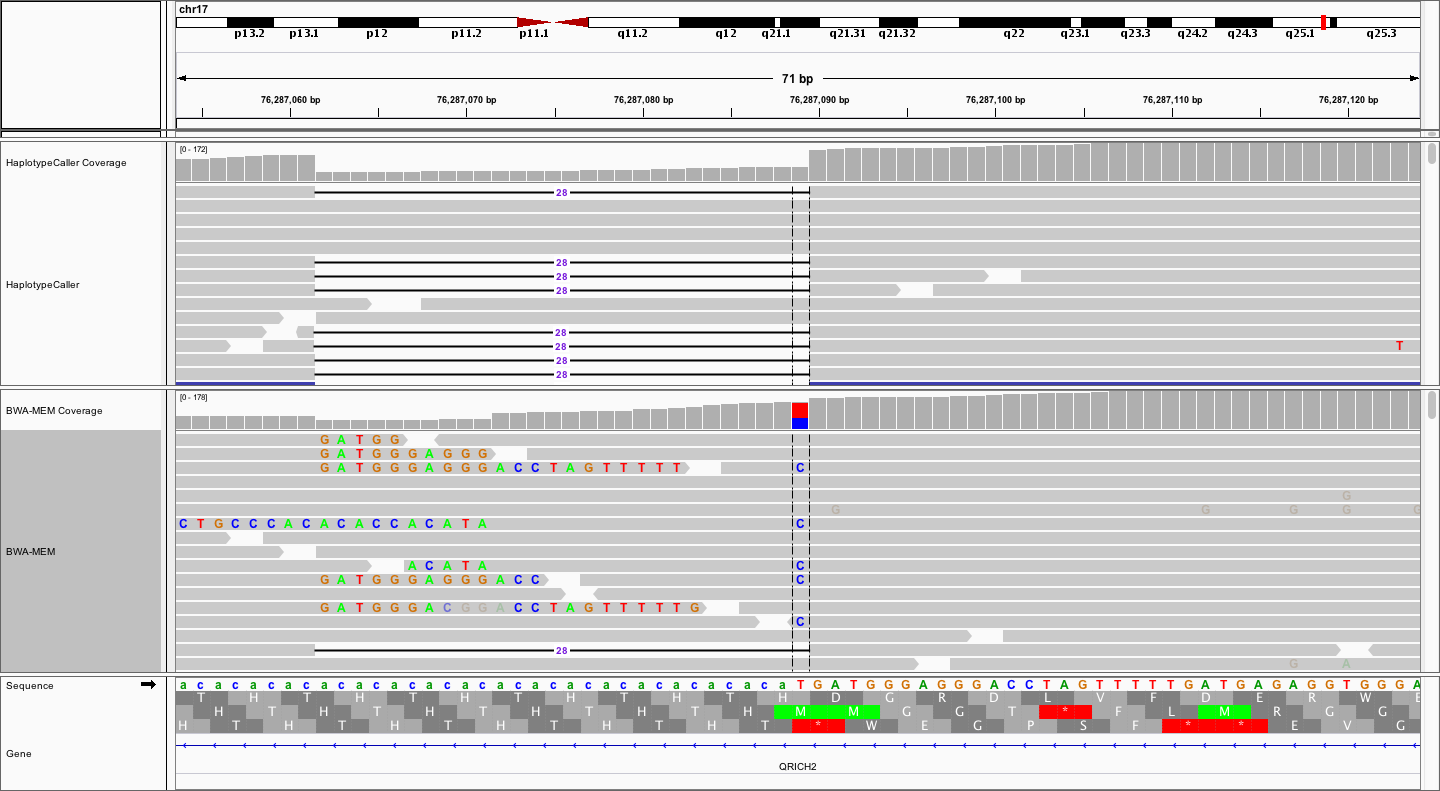 chr17
p13.2 p13.1 p12 p11.2 p11.1 q11.2 q12 q21.1 q21.31 q21.32 q22 q23.1 q23.3 q24.2 q24.3 q25.1 q25.3
71 bp
76,287,060 bp 76,287,070 bp 76,287,080 bp 76,287,090 bp 76,287,100 bp 76,287,110 bp 76,287,120 bp
[0 - 172]
HaplotypeCaller Coverage
28
28
28
HaplotypeCaller
28
28
28 T
28
28
[0 - 178]
BWA-MEM Coverage
G A T G G
G A T G G G A G G G
G A T G G G A G G G A C C T A G T T T T T C
G
G G G G G
C T G C C C A C A C A C C A C A T A C
BWA-MEM
A C A T A C
G A T G G G A G G G A C C C
G A T G G G A C G G A C C T A G T T T T T G
C
28
G A
Sequence a c a c a c a c a c a c a c a c a c a c a c a c a c a c a c a c a c a T G A T G G G A G G G A C C T A G T T T T T G A T G A G A G G T G G G A
T H T H T H T H T H T H D G R D L V F D E R W E
H T H T H T H T H T H M M G G T * F L M R G G
H T H T H T H T H T H T * W E G P S F * * E V G
Gene
QRICH2